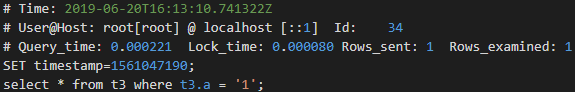 # Time: 2019-06-20T16:13:10.741322Z
# User@Host: root[root] @ localhost [::1]  Id:    34
# Query_time: 0.000221  Lock_time: 0.000080 Rows_sent: 1  Rows_examined: 1
SET timestamp=1561047190;
select * from t3 where t3.a = '1';